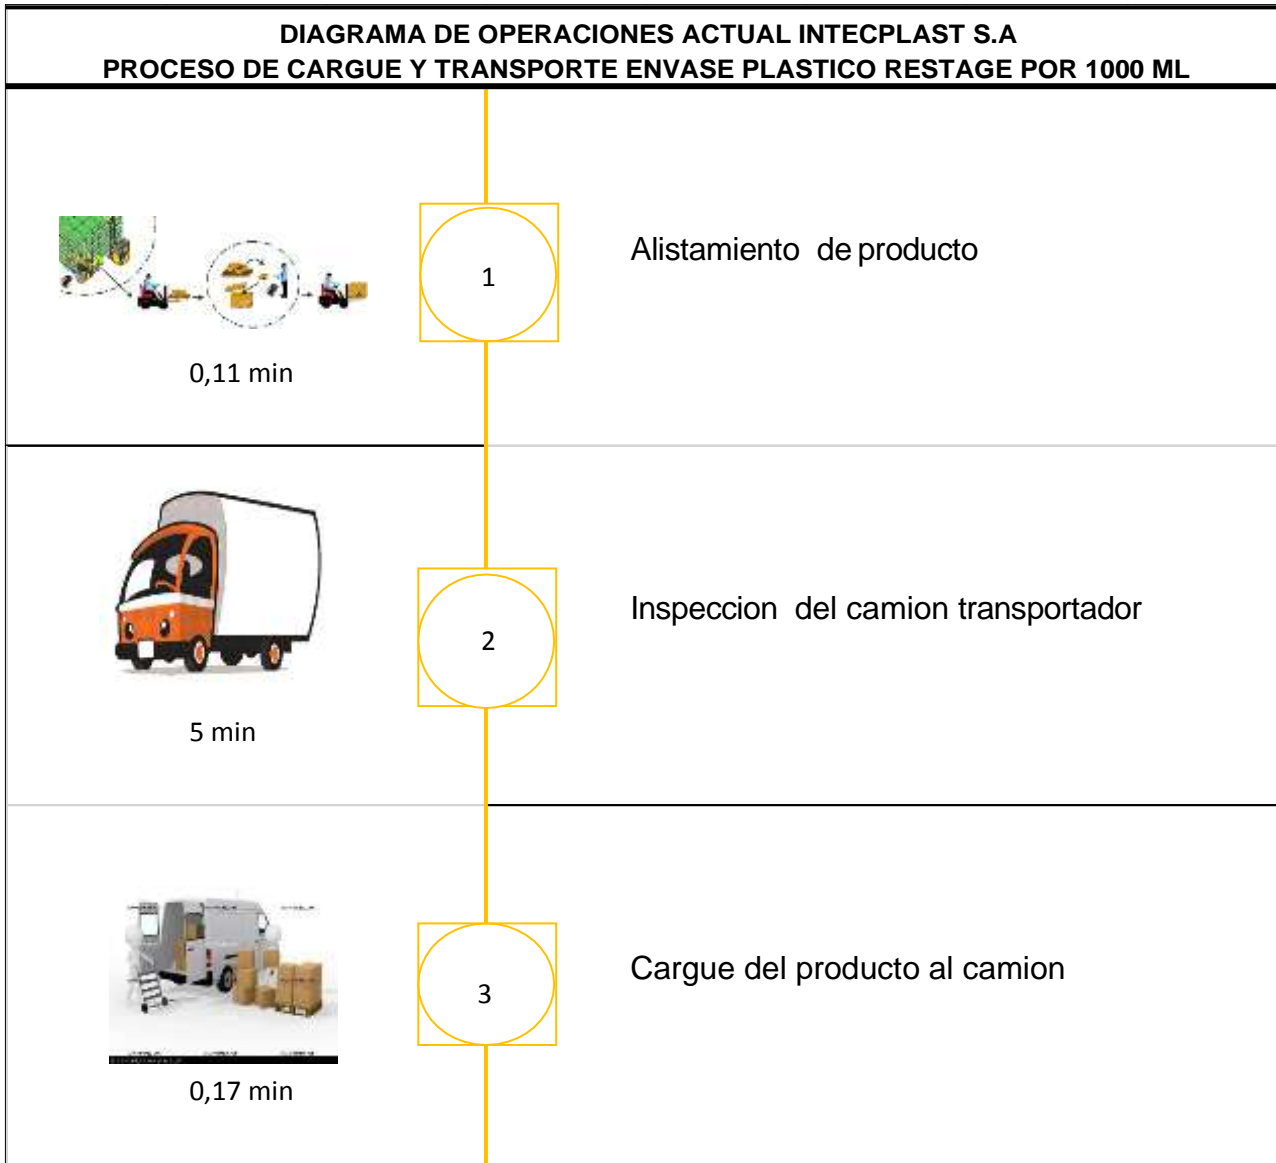 DIAGRAMA DE OPERACIONES ACTUAL INTECPLAST S.A
PROCESO DE CARGUE Y TRANSPORTE ENVASE PLASTICO RESTAGE POR 1000 ML
1
Alistamiento de producto
0,11 min
2
Inspeccion del camion transportador
5 min
3
Cargue del producto al camion
0,17 min